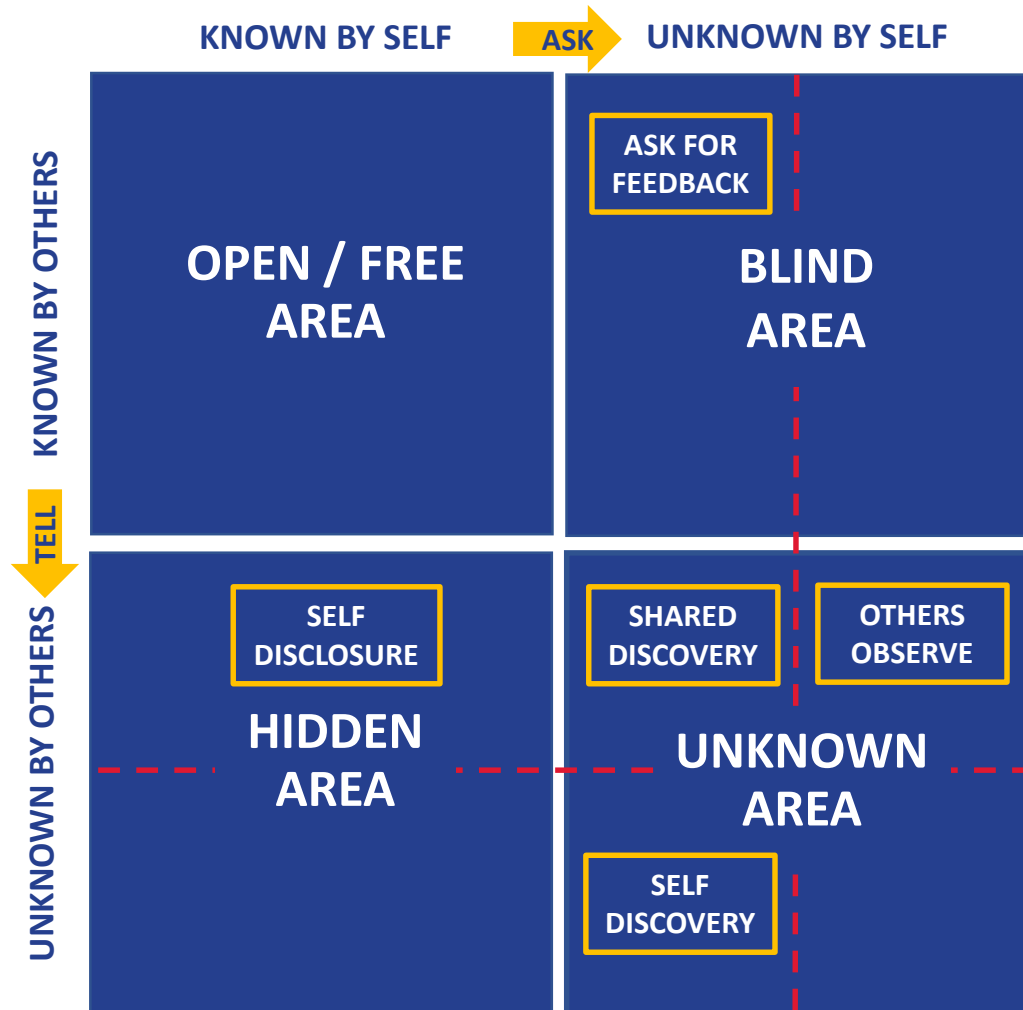 KNOWN BY SELF
ASK
UNKNOWN BY SELF
KNOWN BY OTHERS
TELL
UNKNOWN BY OTHERS
OPEN / FREE
AREA
ASK FOR
FEEDBACK
BLIND
AREA
SELF
DISCLOSURE
HIDDEN
AREA
SHARED
DISCOVERY
OTHERS
OBSERVE
UNKNOWN
AREA
SELF
DISCOVERY